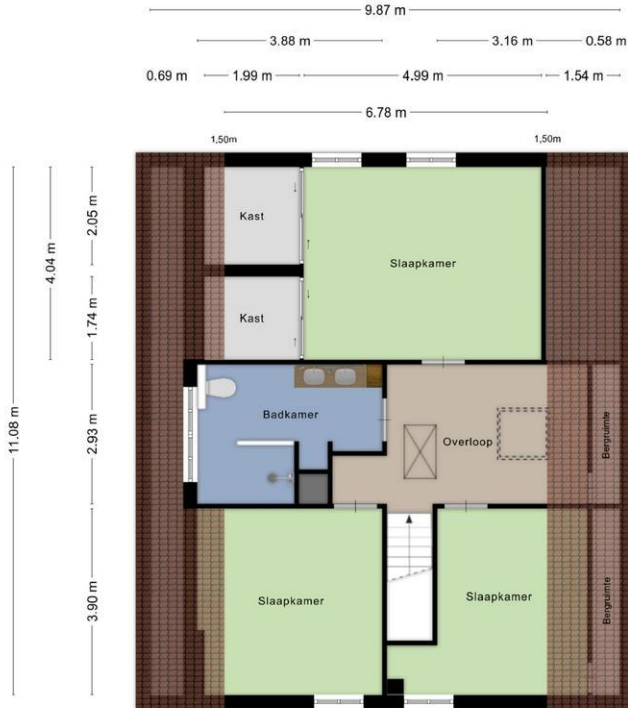 9.87 m
3.88 m
3.16 m
0.58 m
0.69 m
1.99 m
4.99 m
1.54 m
6.78 m
1,50m
1,50m
11.08 m
4.04 m
2.05 m
1.74 m
2.93 m
3.90 m
Kast
Slaapkamer
Kast
Badkamer
Overloop
Bergruimte
Slaapkamer
Slaapkamer
Bergruimte